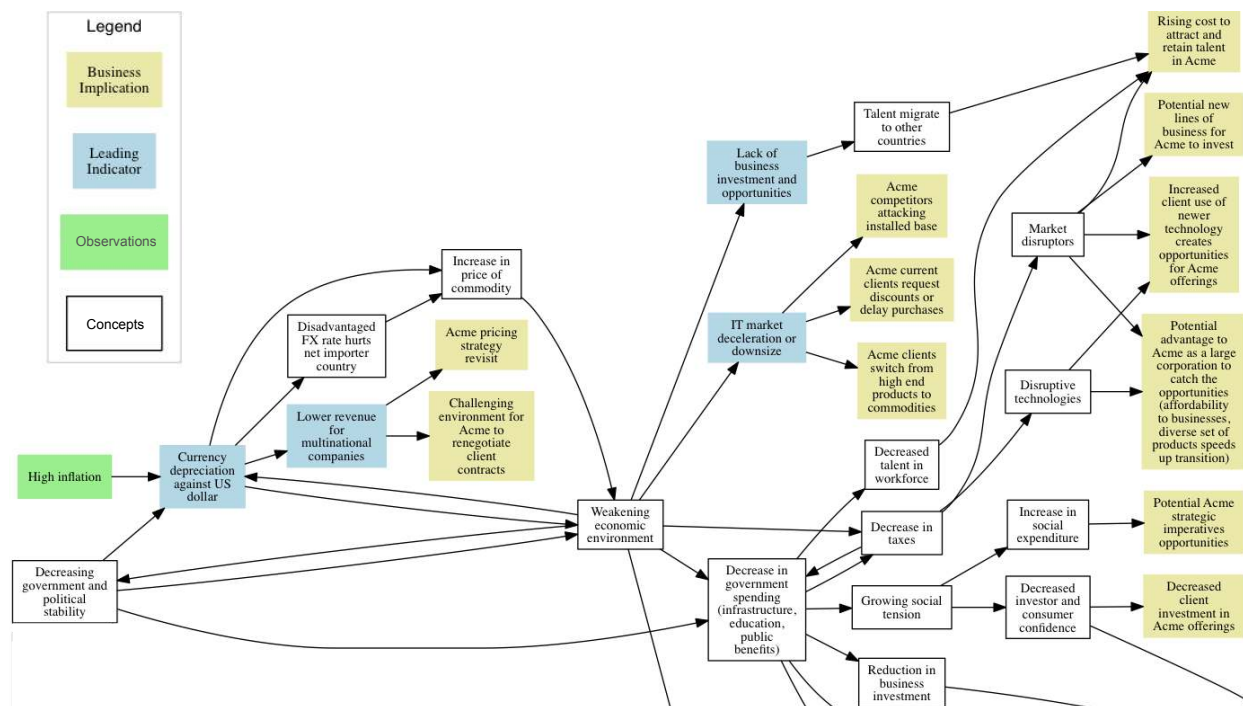 Legend
Business
Implication
Leading
Indicator
Observations
Concepts
High inflation
Decreasing
government and
political
stability
Currency
depreciation
against US
dollar
Disadvantaged
FX rate hurts
net importer
country
Lower revenue
for
multinational
companies
Increase in
price of
commodity
Acme pricing
strategy
revisit
Challenging
environment for
Acme to
renegotiate
client
contracts
Weakening
economic
environment
Lack of
business
investment and
opportunities
IT market
deceleration or
downsize
Decrease in
government
spending
(infrastructure,
education,
public
benefits)
Talent migrate
to other
countries
Acme
competitors
attacking
installed base
Acme current
clients request
discounts or
delay purchases
Acme clients
switch from
high end
products to
commodities
Decreased
talent in
workforce
Decrease in
taxes
Growing social
tension
Reduction in
business
investment
Market
disruptors
Disruptive
technologies
Increase in
social
expenditure
Decreased
investor and
consumer
confidence
Rising cost to
attract and
retain talent
in Acme
Potential new
lines of
business for
Acme to invest
Increased
client use of
newer
technology
creates
opportunities
for Acme
offerings
Potential
advantage to
Acme as a large
corporation to
catch the
opportunities
(affordability
to businesses,
diverse set of
products speeds
up transition)
Potential Acme
strategic
imperatives
opportunities
Decreased
client
investment in
Acme offerings